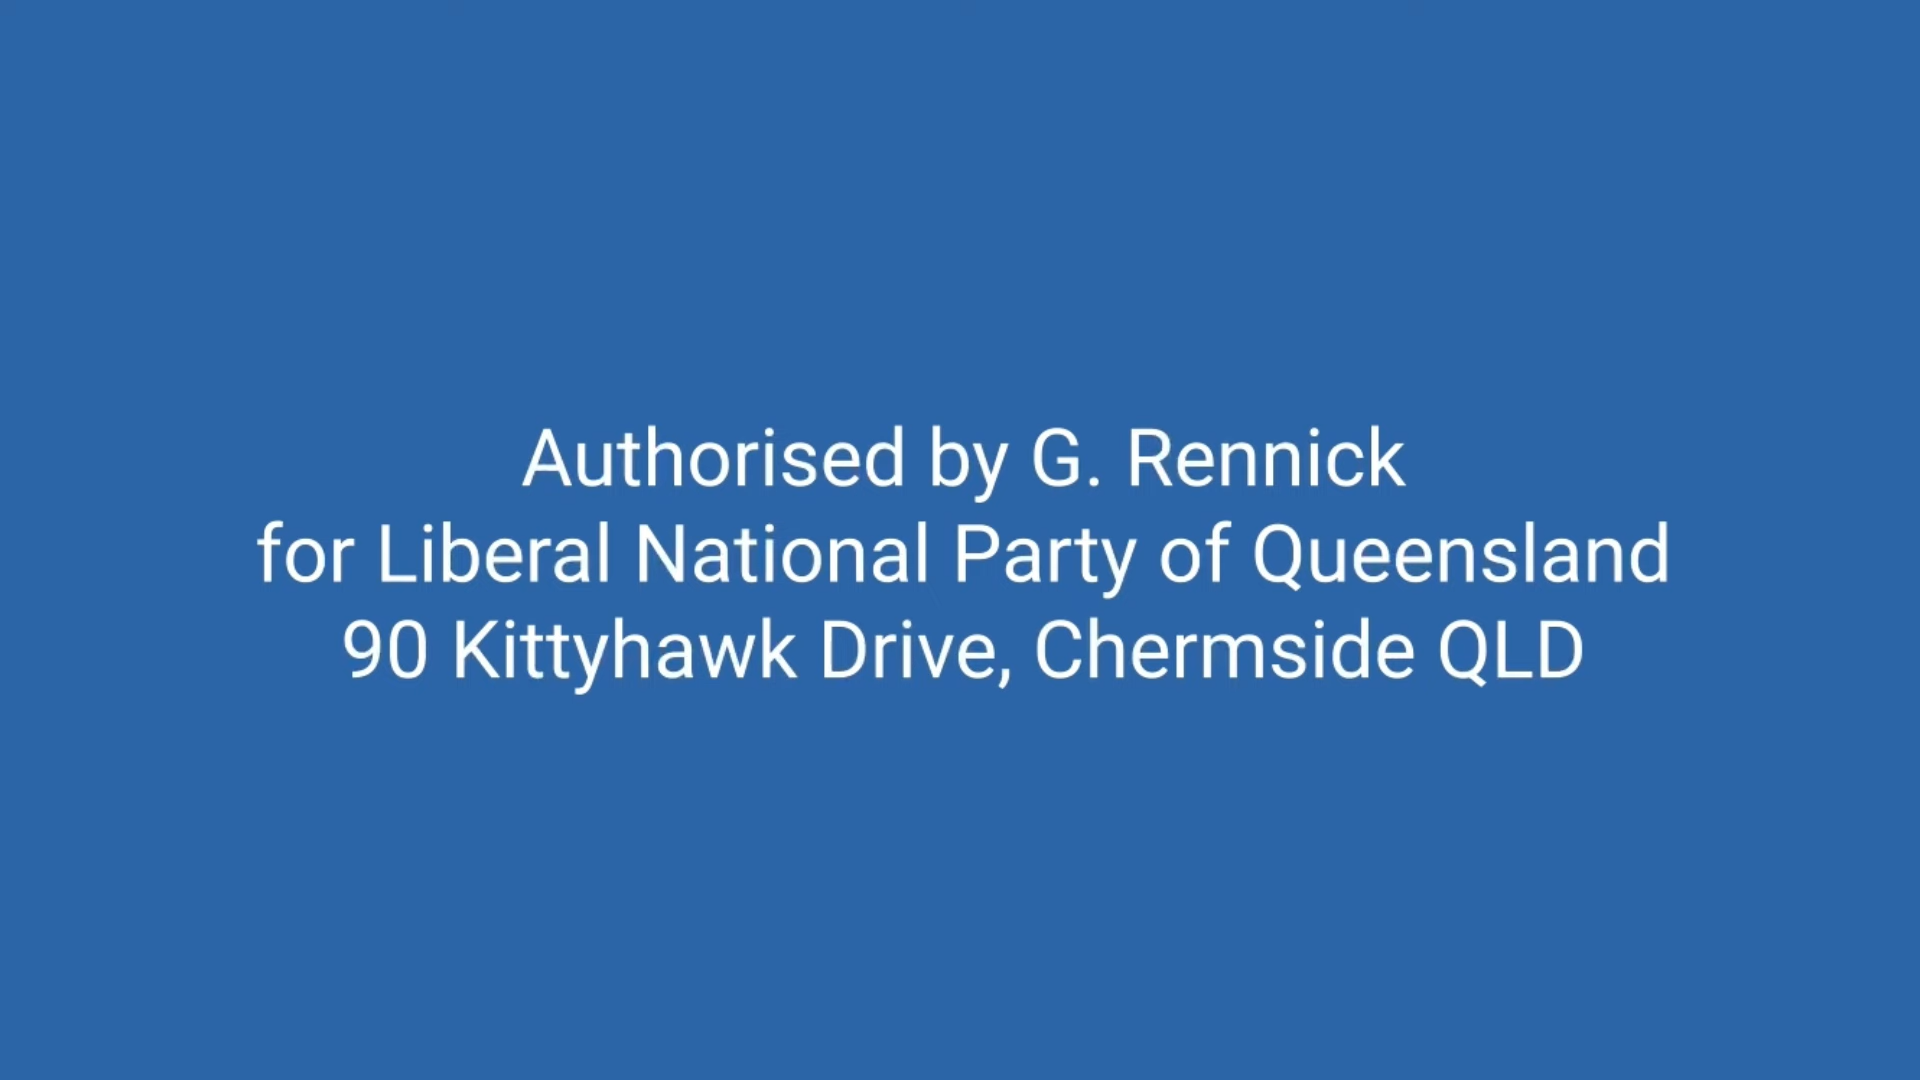 Authorised by G. Rennick
for Liberal National Party of Queensland
90 Kittyhawk Drive, Chermside QLD